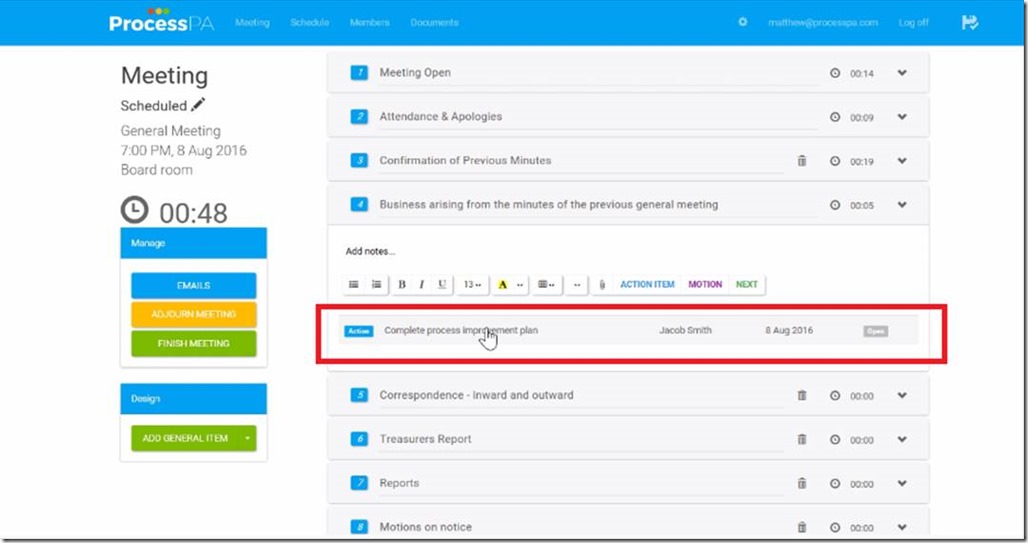 ProcessPA Meeting Schedule Members Documents matthew@processpa.com Log off
Meeting
Scheduled
General Meeting
7:00 PM, 8 Aug 2016
Board room
00:48
Manage
EMAILS
ADJOURN MEETING
FINISH MEETING
Design
ADD GENERAL ITEM
1 Meeting Open 00:14
2 Attendance & Apologies 00:09
3 Confirmation of Previous Minutes 00:19
4 Business arising from the minutes of the previous general meeting 00:05
Add notes...
B I U 13 A ACTION ITEM MOTION NEXT
Action Complete process improvement plan Jacob Smith 8 Aug 2016 Open
5 Correspondence - Inward and outward 00:00
6 Treasurers Report 00:00
7 Reports 00:00
8 Motions on notice 00:00